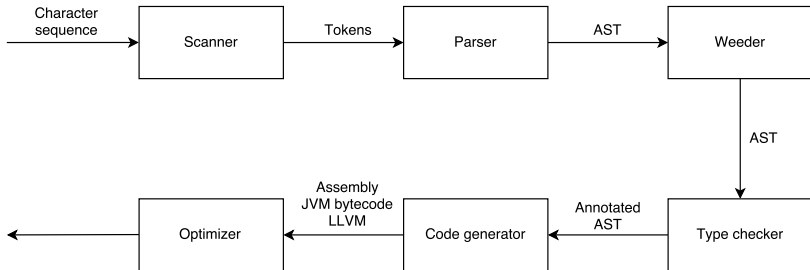 Character
sequence
Scanner
Tokens
Parser
AST
Weeder
AST
Type checker
Annotated
AST
Code generator
Assembly
JVM bytecode
LLVM
Optimizer